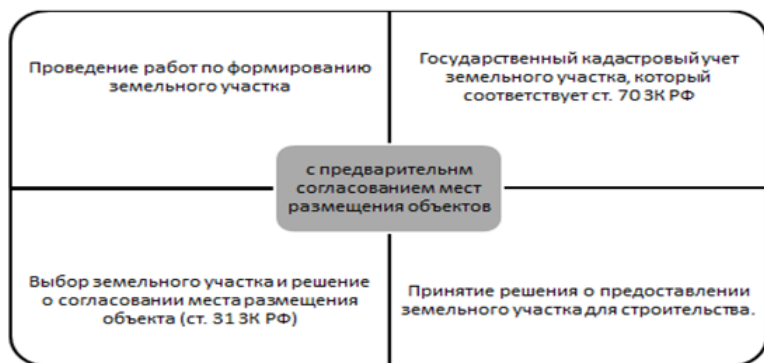 Проведение работ по формированию
земельного участка
Государственный кадастровый учет
земельного участка, который
соответствует ст. 70 ЗК РФ
с предварительнм
согласованием мест
размещения объектов
Выбор земельного участка и решение
о согласовании места размещения
объекта (ст. 31 ЗК РФ)
Принятие решения о предоставлении
земельного участка для строительства.